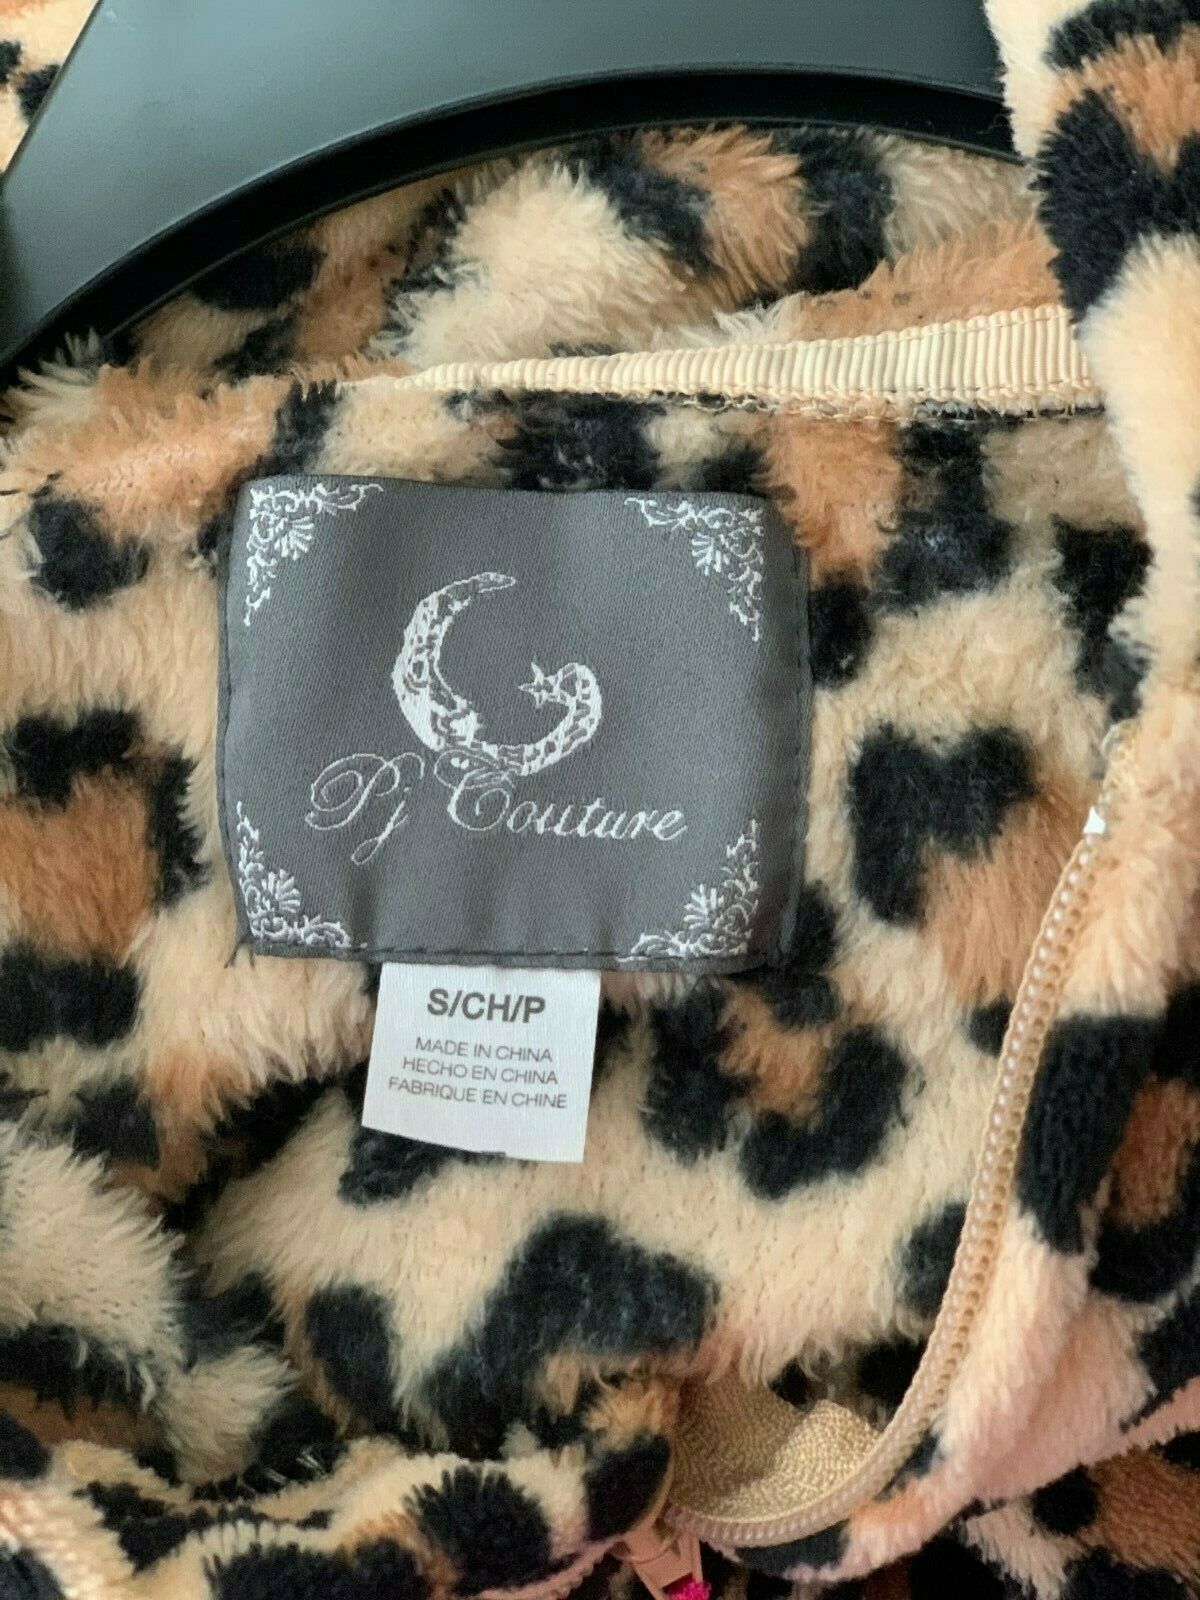 Pj Couture
S/CH/P
MADE IN CHINA
HECHO EN CHINA
FABRIQUE EN CHINE